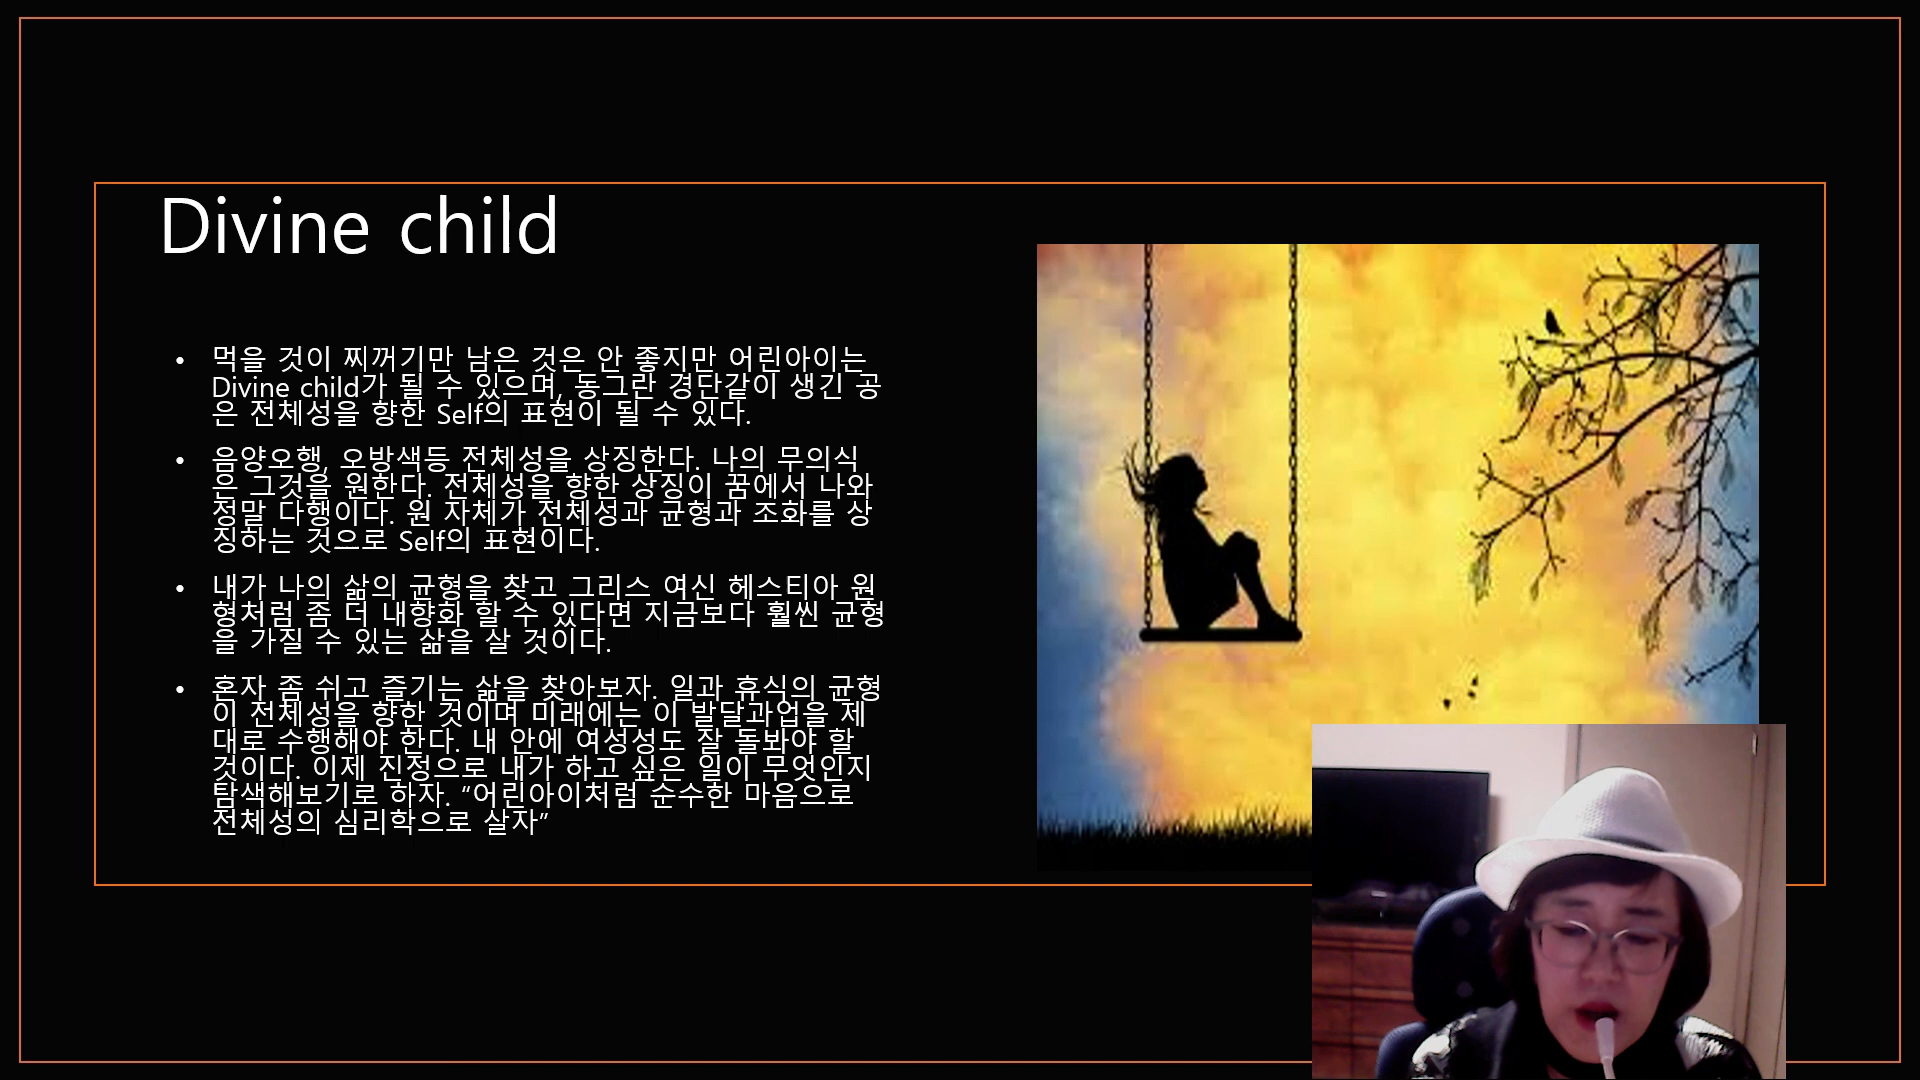 Divine child
• 먹을 것이 찌꺼기만 남은 것은 안 좋지만 어린아이는
Divine child가 될 수 있으며, 동그란 경단같이 생긴 공
은 전체성을 향한 Self의 표현이 될 수 있다.
• 음양오행, 오방색등 전체성을 상징한다. 나의 무의식
은 그것을 원한다. 전체성을 향한 상징이 꿈에서 나와
정말 다행이다. 원 자체가 전체성과 균형과 조화를 상
징하는 것으로 Self의 표현이다.
• 내가 나의 삶의 균형을 찾고 그리스 여신 헤스티아 원
형처럼 좀 더 내향화 할 수 있다면 지금보다 훨씬 균형
을 가질 수 있는 삶을 살 것이다.
• 혼자 좀 쉬고 즐기는 삶을 찾아보자. 일과 휴식의 균형
이 전체성을 향한 것이며 미래에는 이 발달과업을 제
대로 수행해야 한다. 내 안에 여성성도 잘 돌봐야 할
것이다. 이제 진정으로 내가 하고 싶은 일이 무엇인지
탐색해보기로 하자. “어린아이처럼 순수한 마음으로
전체성의 심리학으로 살자”